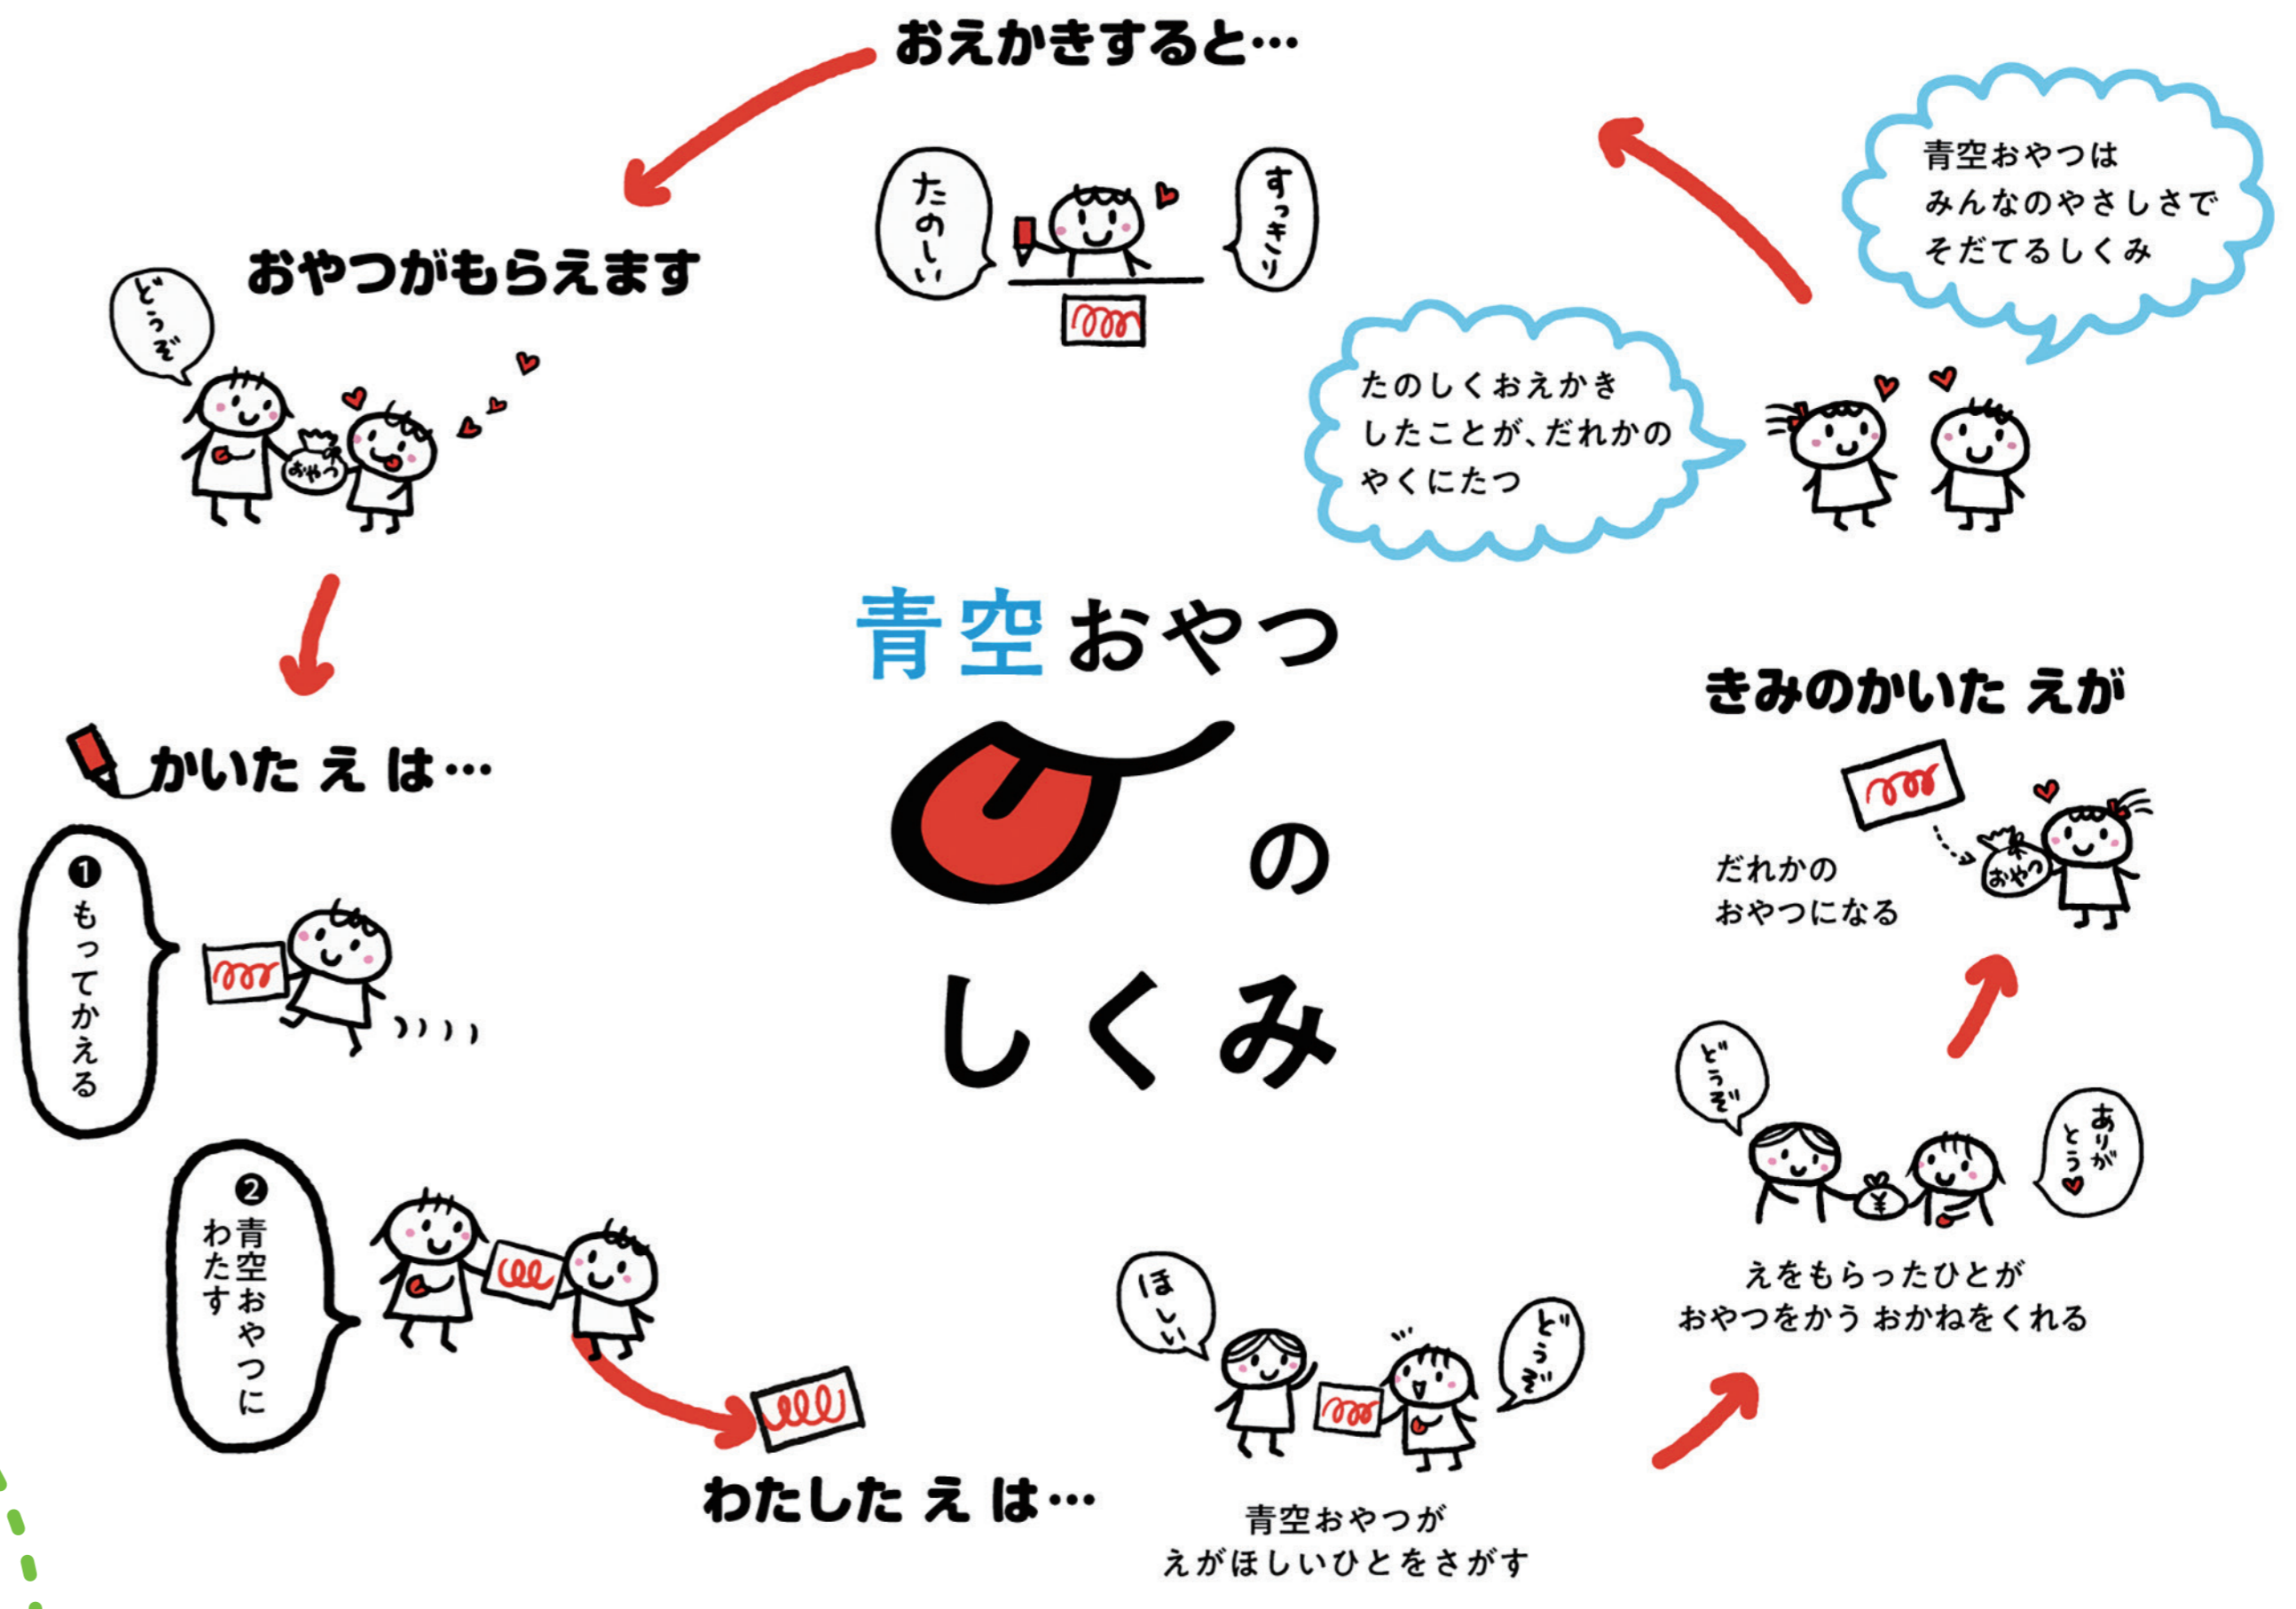 おえかきすると…
たのしい
すっきり
おやつがもらえます
どうぞ
おやつ
かいた え は…
❶もってかえる
❷青空おやつに
わたす
わたした え は…
ほしい
どうぞ
青空おやつが
えがほしいひとをさがす
どうぞ
ありが
とう
¥
えをもらったひとが
おやつをかう おかねをくれる
きみのかいた えが
だれかの
おやつになる
おやつ
たのしくおえかき
したことが、だれかの
やくにたつ
青空おやつは
みんなのやさしさで
そだてるしくみ
青空おやつ
の
しくみ